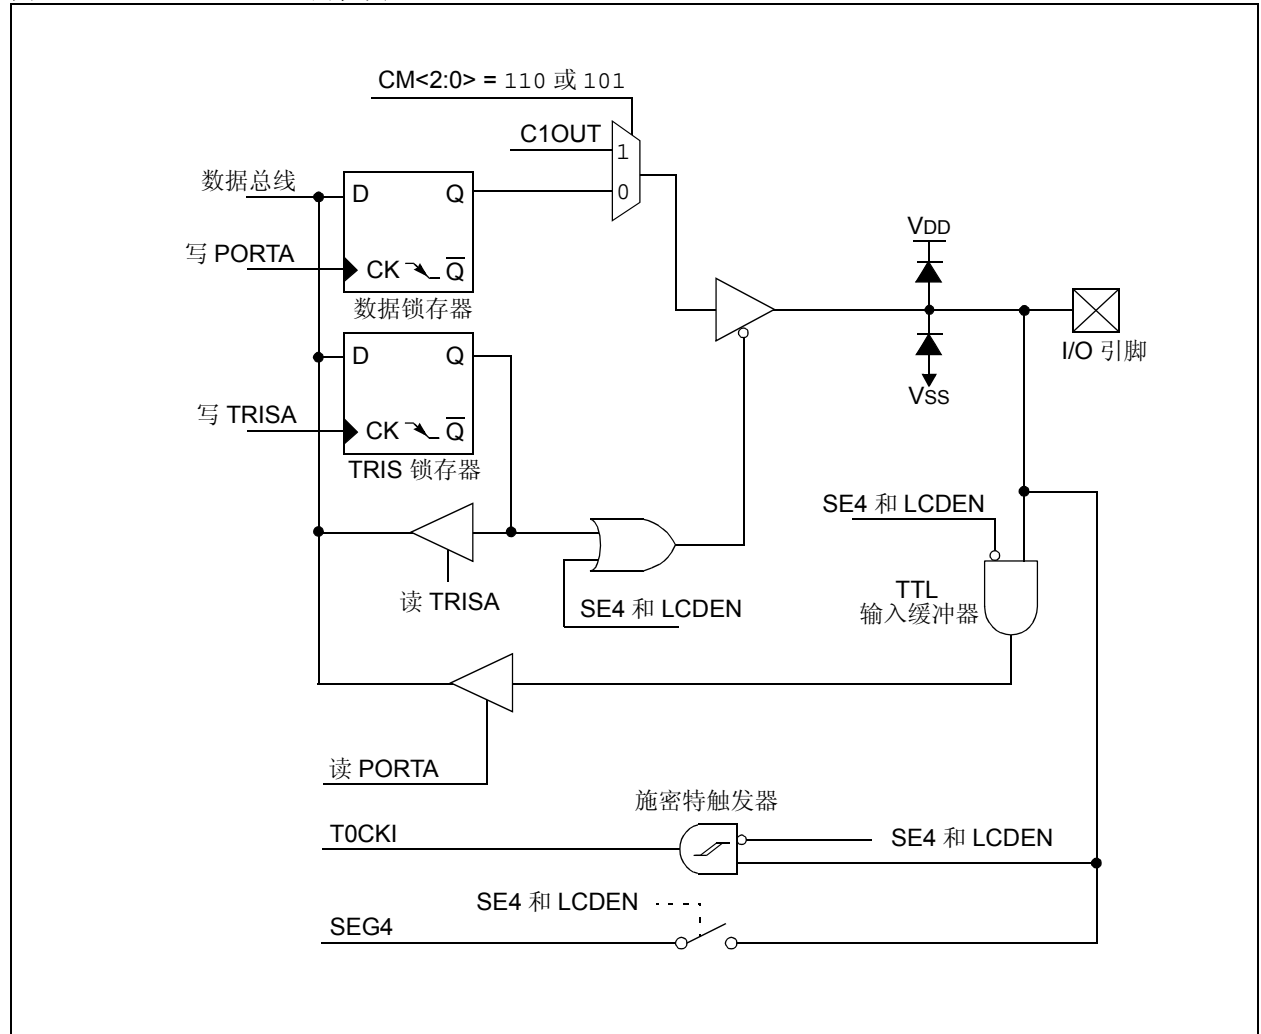 CM<2:0> = 110 或 101
C1OUT
1
0
数据总线
D
Q
写 PORTA
CK
Q̅
数据锁存器
VDD
I/O 引脚
VSS
D
Q
写 TRISA
CK
Q̅
TRIS 锁存器
SE4 和 LCDEN
TTL
输入缓冲器
读 TRISA
SE4 和 LCDEN
读 PORTA
施密特触发器
T0CKI
SE4 和 LCDEN
SE4 和 LCDEN
SEG4